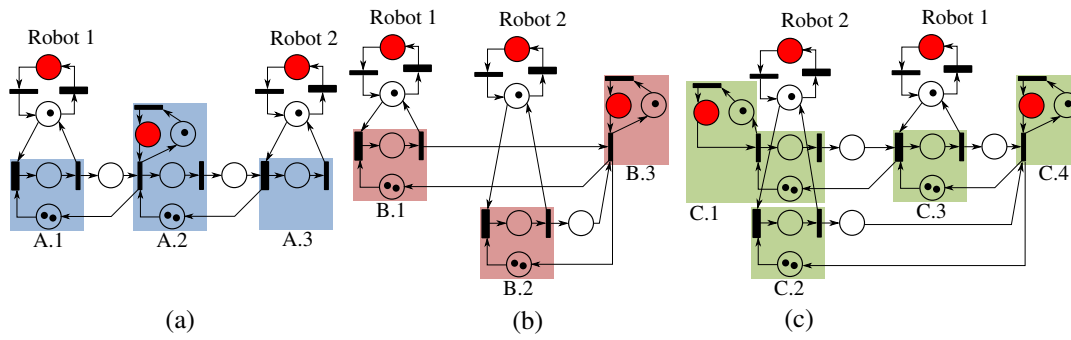 Robot 1
Robot 2
A.1
A.2
A.3
(a)
Robot 1
Robot 2
B.1
B.2
B.3
(b)
Robot 2
Robot 1
C.1
C.2
C.3
C.4
(c)